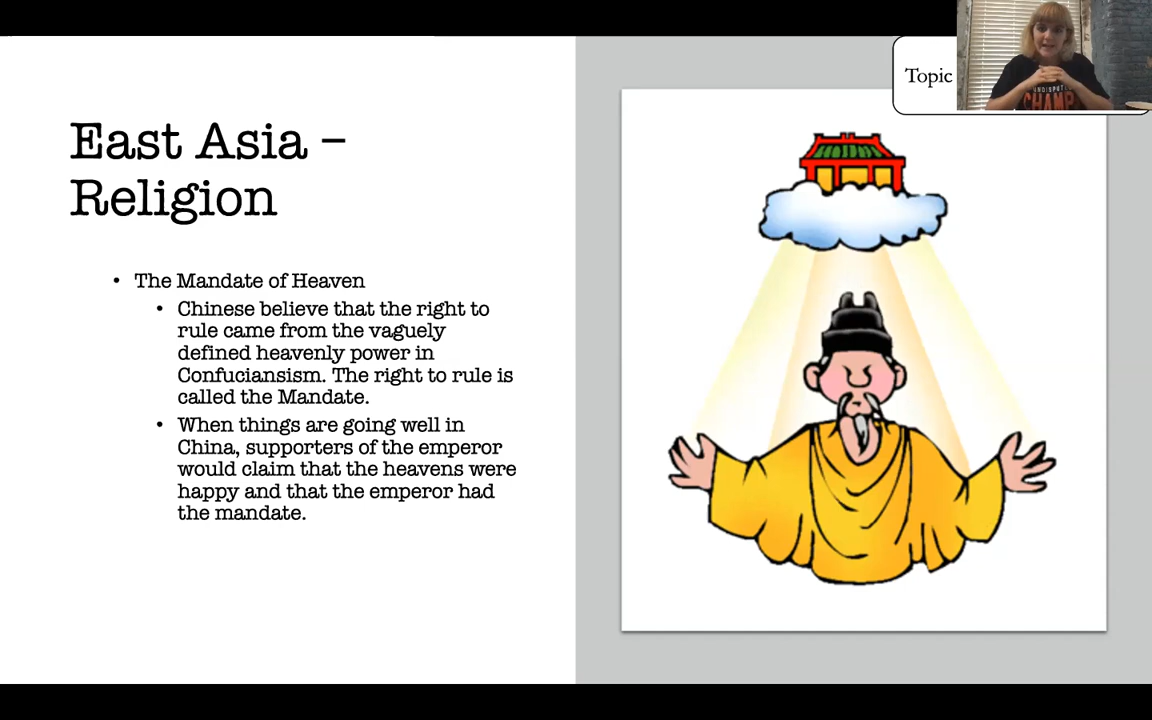 East Asia –
Religion
• The Mandate of Heaven
• Chinese believe that the right to
rule came from the vaguely
defined heavenly power in
Confuciansism. The right to rule is
called the Mandate.
• When things are going well in
China, supporters of the emperor
would claim that the heavens were
happy and that the emperor had
the mandate.
Topic
CHAMP